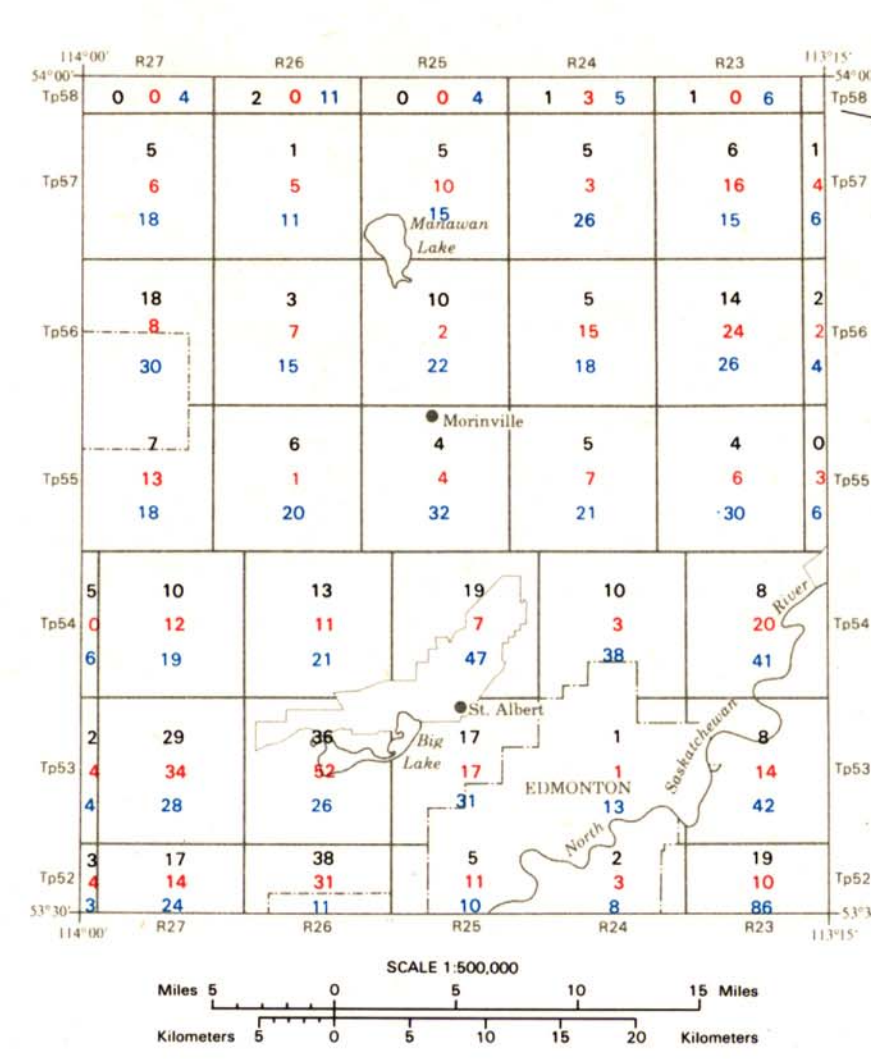 114°00' R27 R26 R25 R24 R23 113°15'
54°00' 54°00
Tp58 0 0 4 2 0 11 0 0 4 1 3 5 1 0 6 Tp58
5 1 5 5 6 1
Tp57 6 5 10 3 16 4 Tp57
18 11 15 26 15 6
Manawan
Lake
18 3 10 5 14 2
Tp56 8 7 2 15 24 2 Tp56
30 15 22 18 26 4
Morinville
7 6 4 5 4 0
Tp55 13 1 4 7 6 3 Tp55
18 20 32 21 30 6
5 10 13 19 10 8
Tp54 0 12 11 7 3 20 Tp54
6 19 21 47 38 41
River
St. Albert
2 29 36 17 1 8
Big
Lake
Saskatchewan
Tp53 4 34 52 17 1 14 Tp53
EDMONTON
4 28 26 31 13 42
North
3 17 38 5 2 19
Tp52 4 14 31 11 3 10 Tp52
3 24 11 10 8 86
53°30' 53°3
114°00' R27 R26 R25 R24 R23 113°15'
SCALE 1:500,000
Miles 5 0 5 10 15 Miles
Kilometers 5 0 5 10 15 20 Kilometers